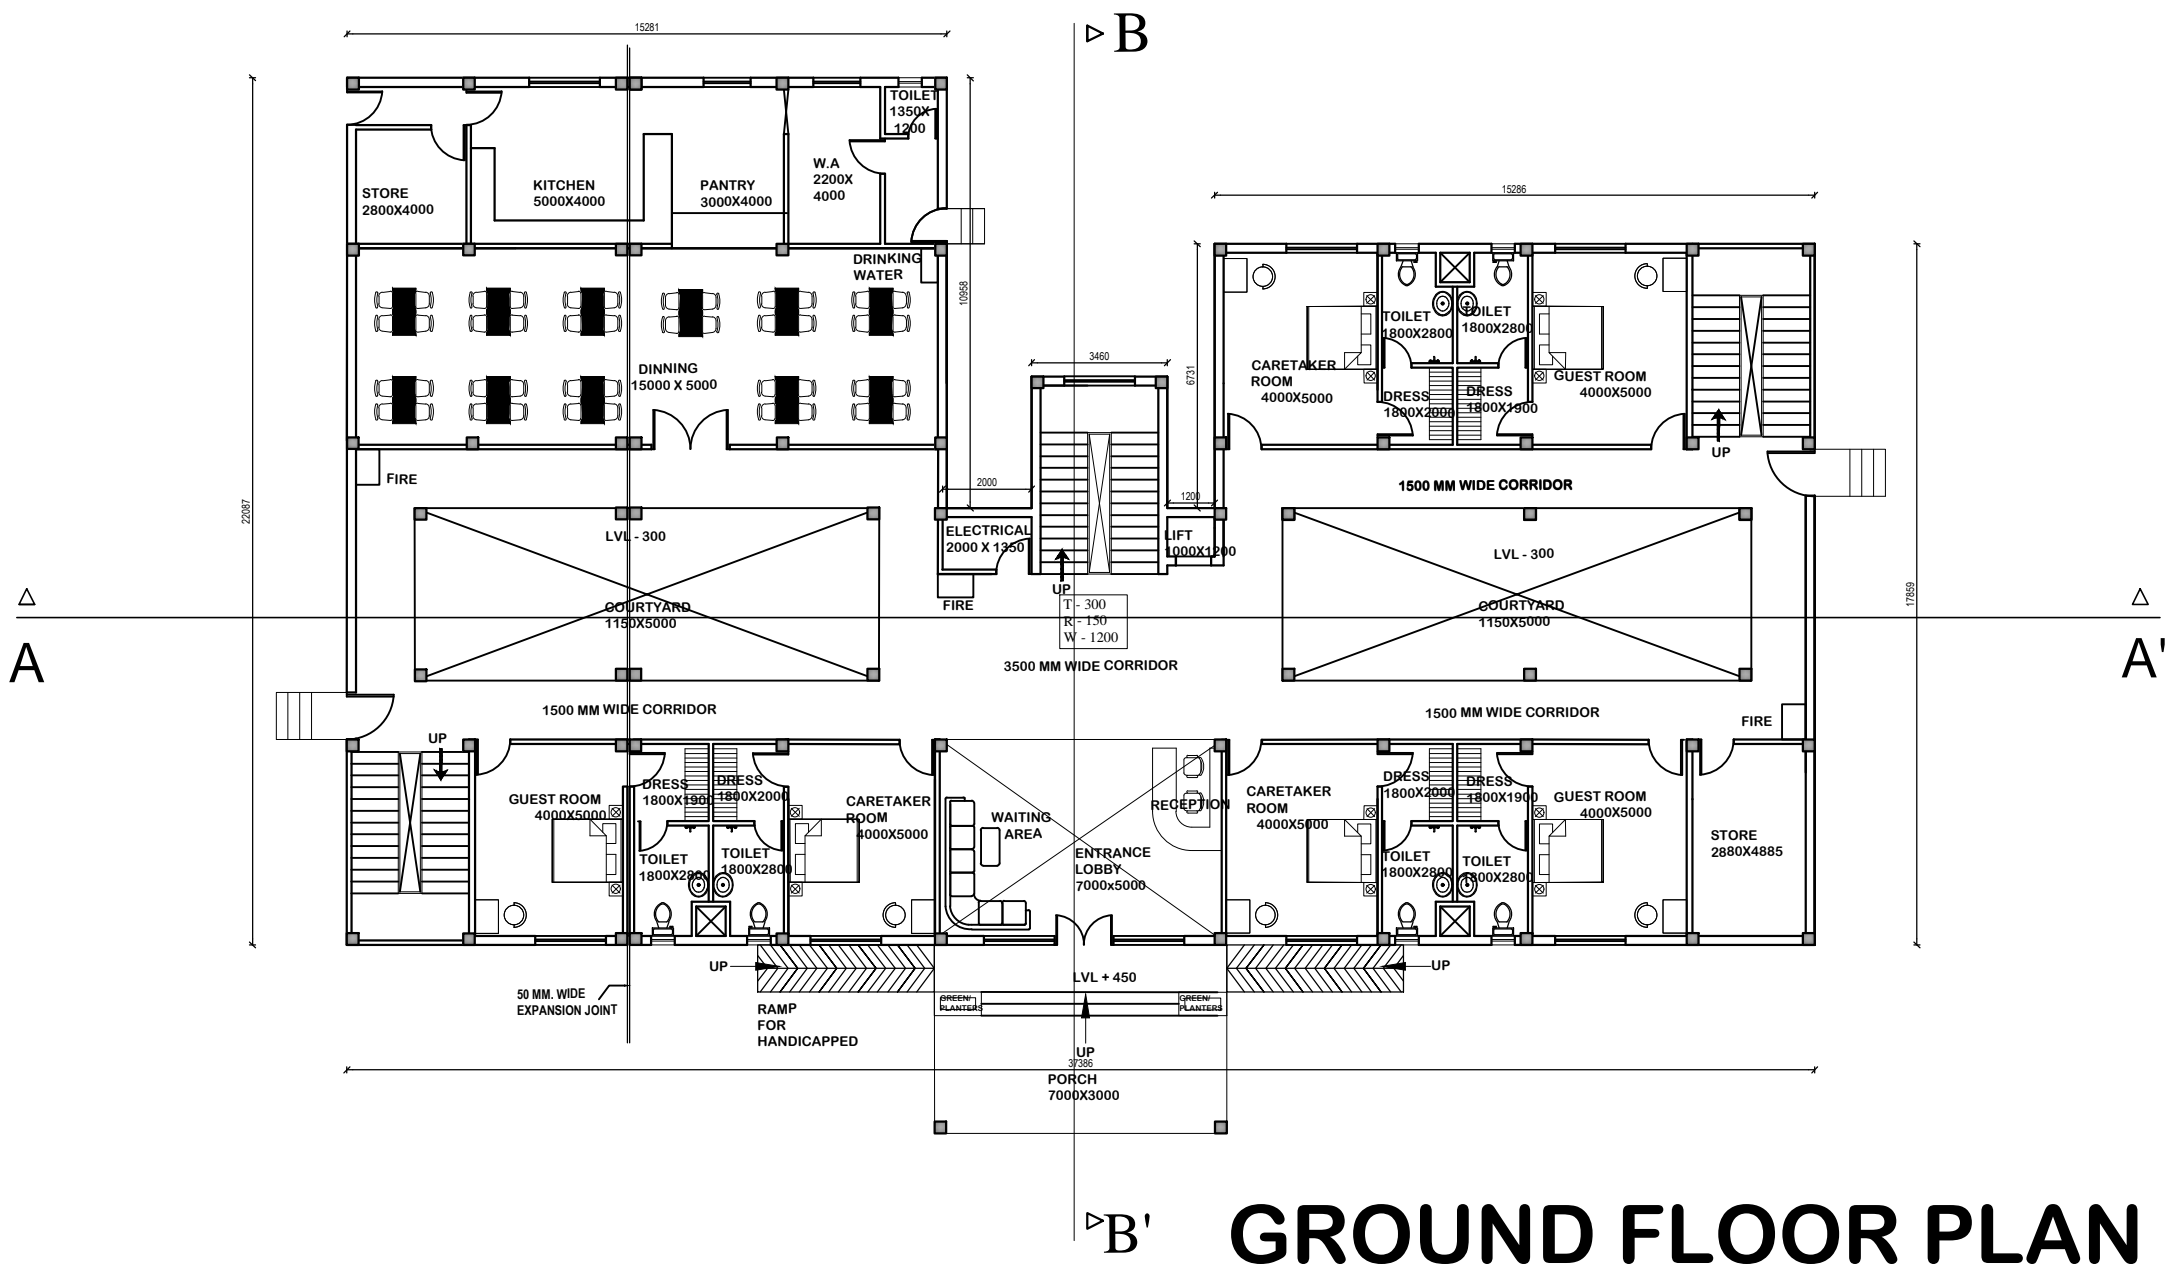 15281
B
TOILET
1350X
1200
W.A
2200X
4000
STORE
2800X4000
KITCHEN
5000X4000
PANTRY
3000X4000
DRINKING
WATER
10958
DINNING
15000 X 5000
FIRE
22087
15286
3460
6731
2000
1200
CARETAKER
ROOM
4000X5000
TOILET
1800X2800
TOILET
1800X2800
DRESS
1800X2000
DRESS
1800X1900
GUEST ROOM
4000X5000
UP
1500 MM WIDE CORRIDOR
17859
LVL - 300
COURTYARD
1150X5000
ELECTRICAL
2000 X 1350
FIRE
UP
LIFT
1000X1200
T - 300
R - 150
W - 1200
3500 MM WIDE CORRIDOR
LVL - 300
COURTYARD
1150X5000
A
A'
1500 MM WIDE CORRIDOR
1500 MM WIDE CORRIDOR
FIRE
UP
GUEST ROOM
4000X5000
DRESS
1800X1900
DRESS
1800X2000
TOILET
1800X2800
TOILET
1800X2800
CARETAKER
ROOM
4000X5000
WAITING
AREA
RECEPTION
ENTRANCE
LOBBY
7000x5000
CARETAKER
ROOM
4000X5000
DRESS
1800X2000
DRESS
1800X1900
TOILET
1800X2800
TOILET
1800X2800
GUEST ROOM
4000X5000
STORE
2880X4885
UP
UP
LVL + 450
50 MM. WIDE
EXPANSION JOINT
RAMP
FOR
HANDICAPPED
GREEN/
PLANTERS
GREEN/
PLANTERS
UP
37386
PORCH
7000X3000
B'
GROUND FLOOR PLAN